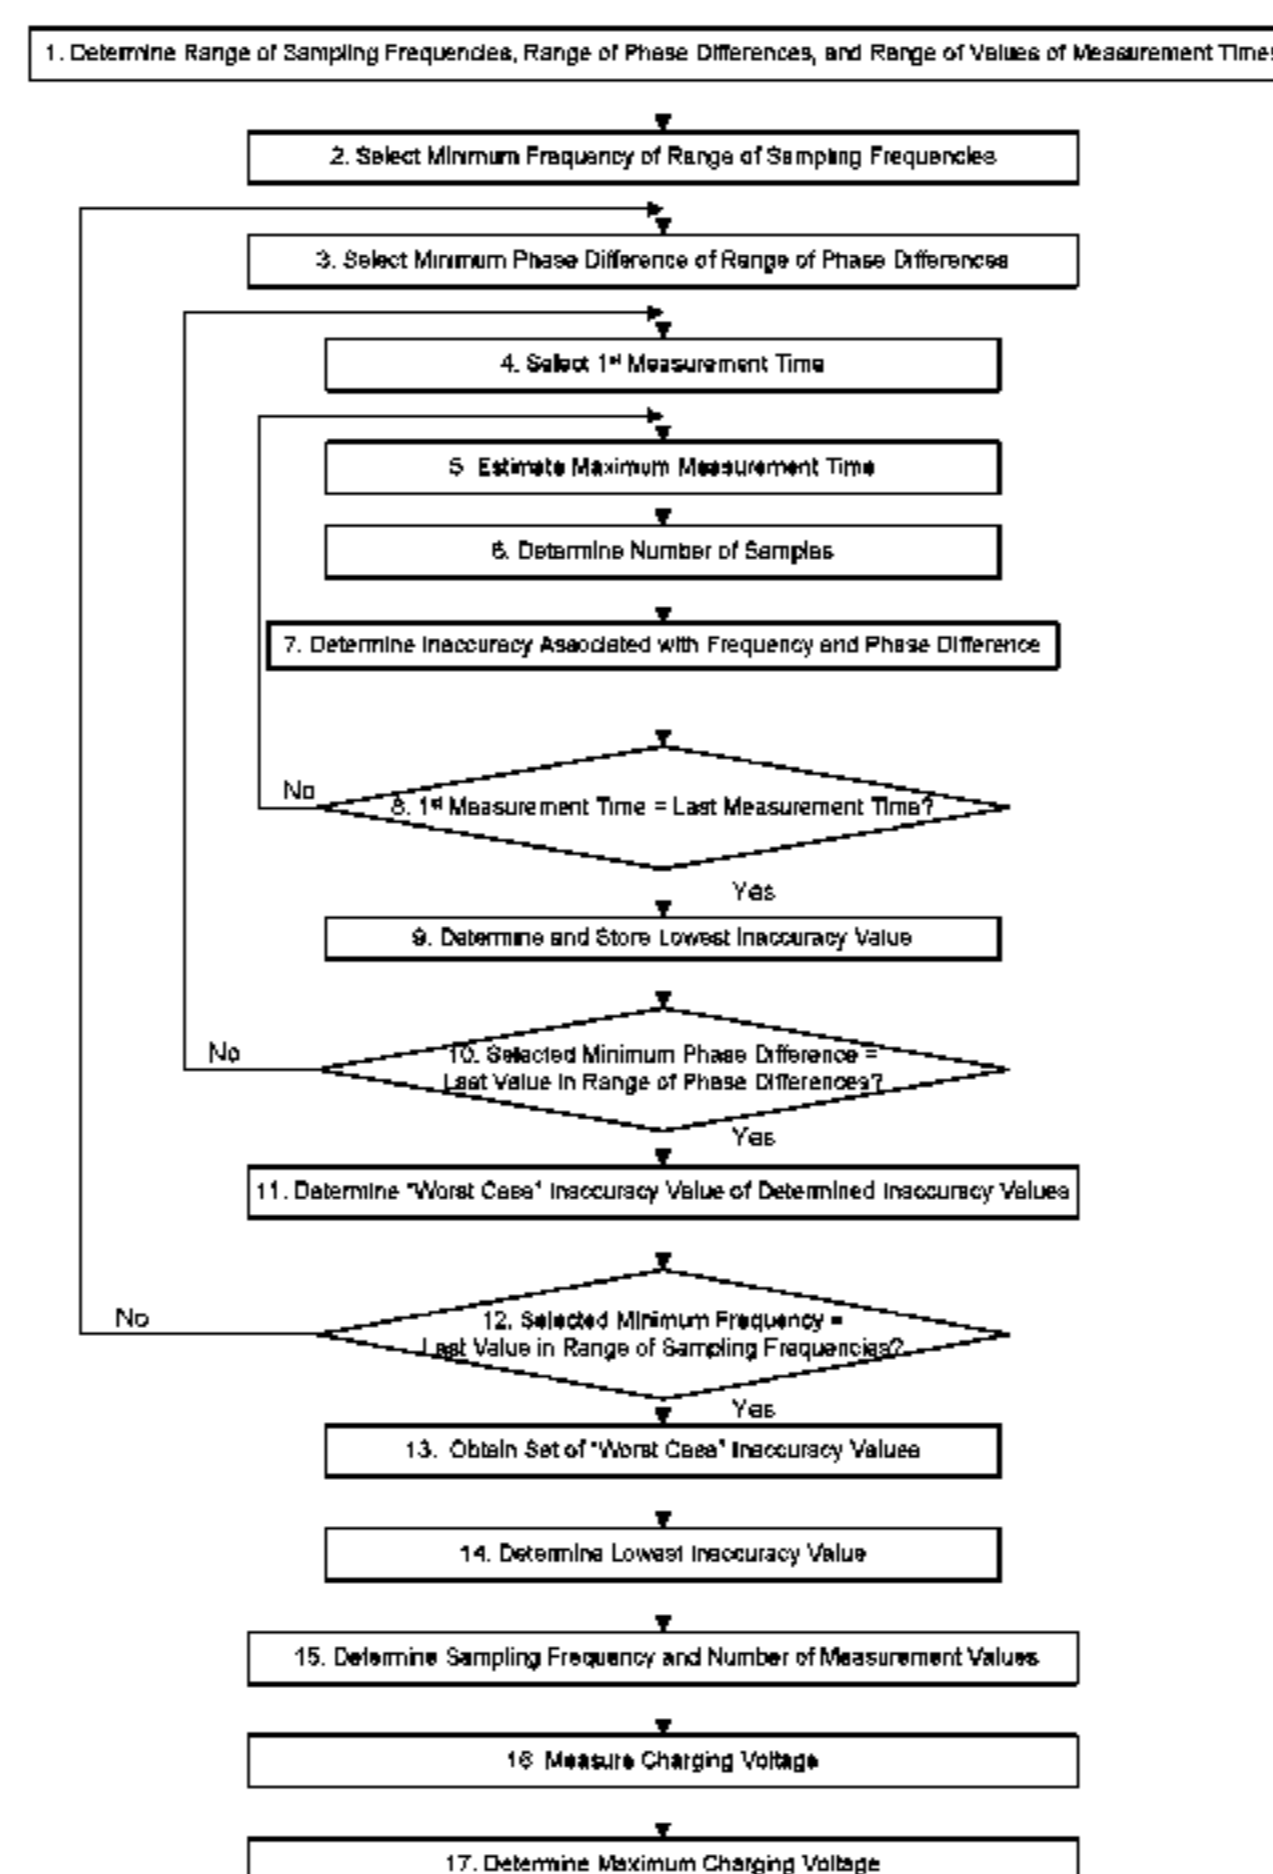 1. Determine Range of Sampling Frequencies, Range of Phase Differences, and Range of Values of Measurement Times
2. Select Minimum Frequency of Range of Sampling Frequencies
3. Select Minimum Phase Difference of Range of Phase Differences
4. Select 1st Measurement Time
5. Estimate Maximum Measurement Time
6. Determine Number of Samples
7. Determine Inaccuracy Associated with Frequency and Phase Difference
No
8. 1st Measurement Time = Last Measurement Time?
Yes
9. Determine and Store Lowest Inaccuracy Value
No
10. Selected Minimum Phase Difference =
Last Value in Range of Phase Differences?
Yes
11. Determine "Worst Case" Inaccuracy Value of Determined Inaccuracy Values
No
12. Selected Minimum Frequency =
Last Value in Range of Sampling Frequencies?
Yes
13. Obtain Set of "Worst Case" Inaccuracy Values
14. Determine Lowest Inaccuracy Value
15. Determine Sampling Frequency and Number of Measurement Values
16 Measure Charging Voltage
17. Determine Maximum Charging Voltage